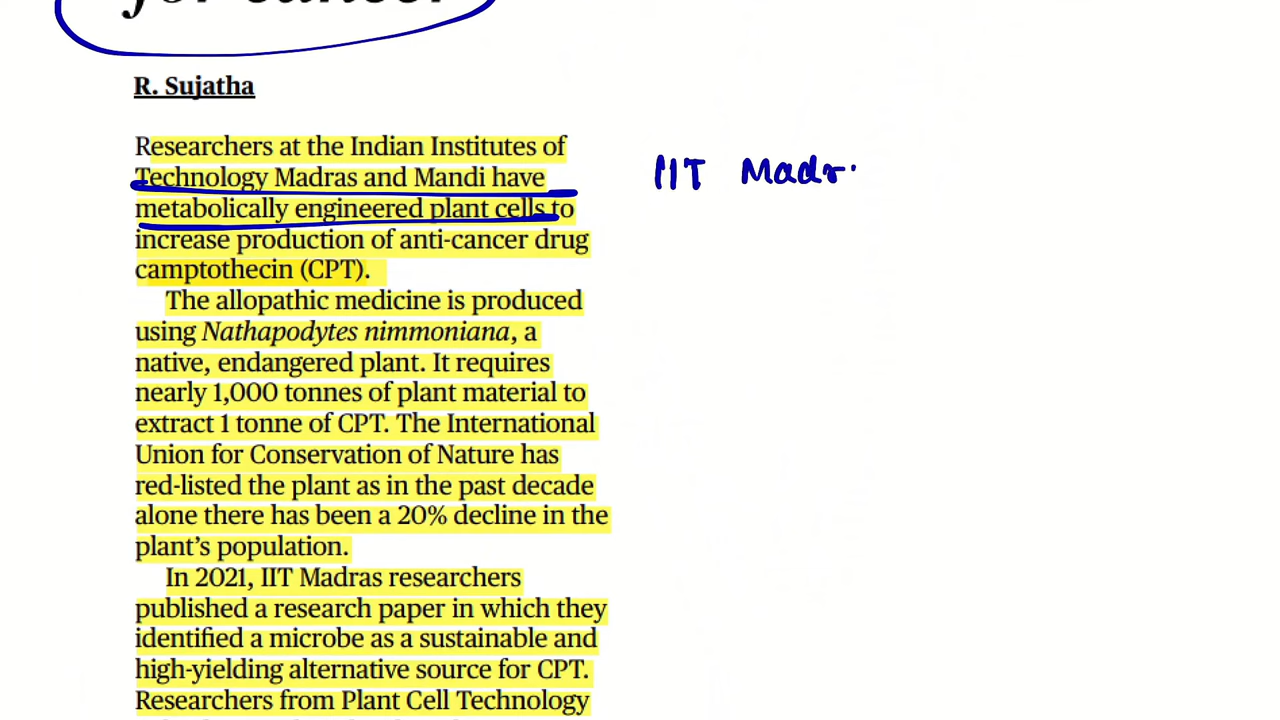 for cancer
R. Sujatha
Researchers at the Indian Institutes of
Technology Madras and Mandi have
metabolically engineered plant cells to
increase production of anti-cancer drug
camptothecin (CPT).
The allopathic medicine is produced
using Nathapodytes nimmoniana, a
native, endangered plant. It requires
nearly 1,000 tonnes of plant material to
extract 1 tonne of CPT. The International
Union for Conservation of Nature has
red-listed the plant as in the past decade
alone there has been a 20% decline in the
plant's population.
In 2021, IIT Madras researchers
published a research paper in which they
identified a microbe as a sustainable and
high-yielding alternative source for CPT.
Researchers from Plant Cell Technology
IIT Madr